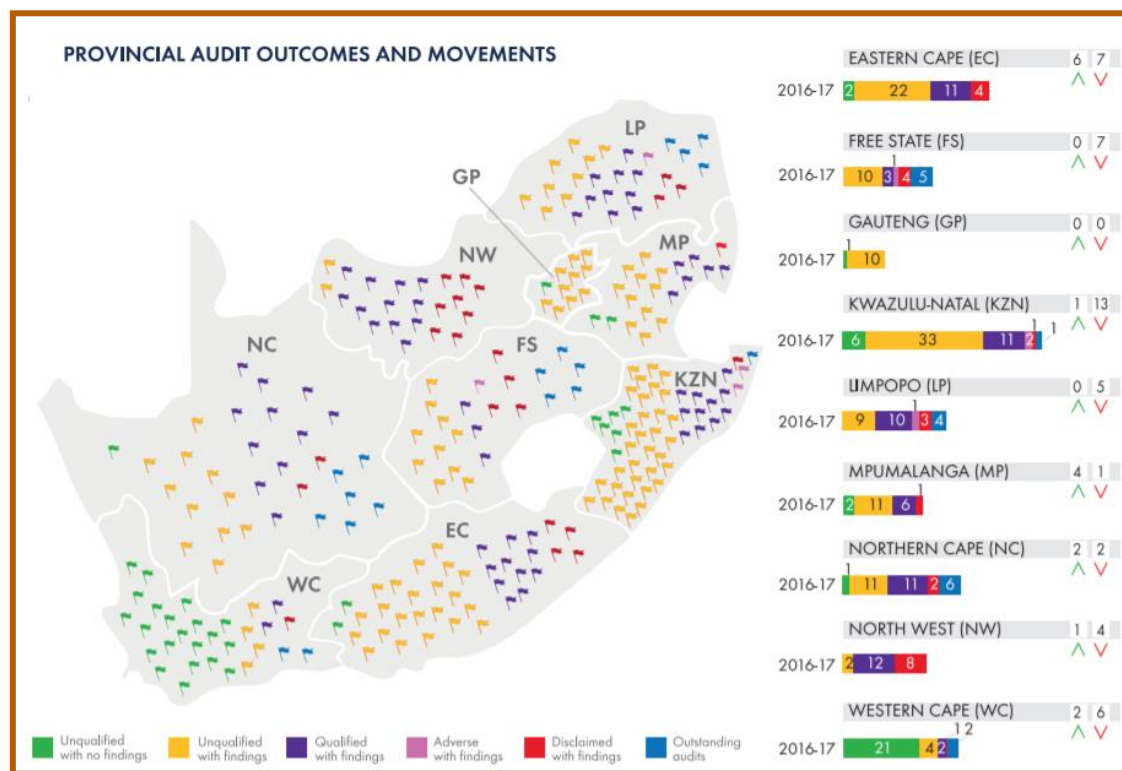 PROVINCIAL AUDIT OUTCOMES AND MOVEMENTS
LP
GP
MP
NW
NC
FS
KZN
EC
WC
Unqualified with no findings
Unqualified with findings
Qualified with findings
Adverse with findings
Disclaimed with findings
Outstanding audits
EASTERN CAPE (EC) 6 7
2016-17 2 22 11 4
FREE STATE (FS) 0 7
1
2016-17 10 3 4 5
GAUTENG (GP) 0 0
1
2016-17 10
KWAZULU-NATAL (KZN) 1 13
1 1
2016-17 6 33 11 2
LIMPOPO (LP) 0 5
1
2016-17 9 10 3 4
MPUMALANGA (MP) 4 1
1
2016-17 2 11 6
NORTHERN CAPE (NC) 2 2
1
2016-17 11 11 2 6
NORTH WEST (NW) 1 4
2016-17 2 12 8
WESTERN CAPE (WC) 2 6
1 2
2016-17 21 4 2